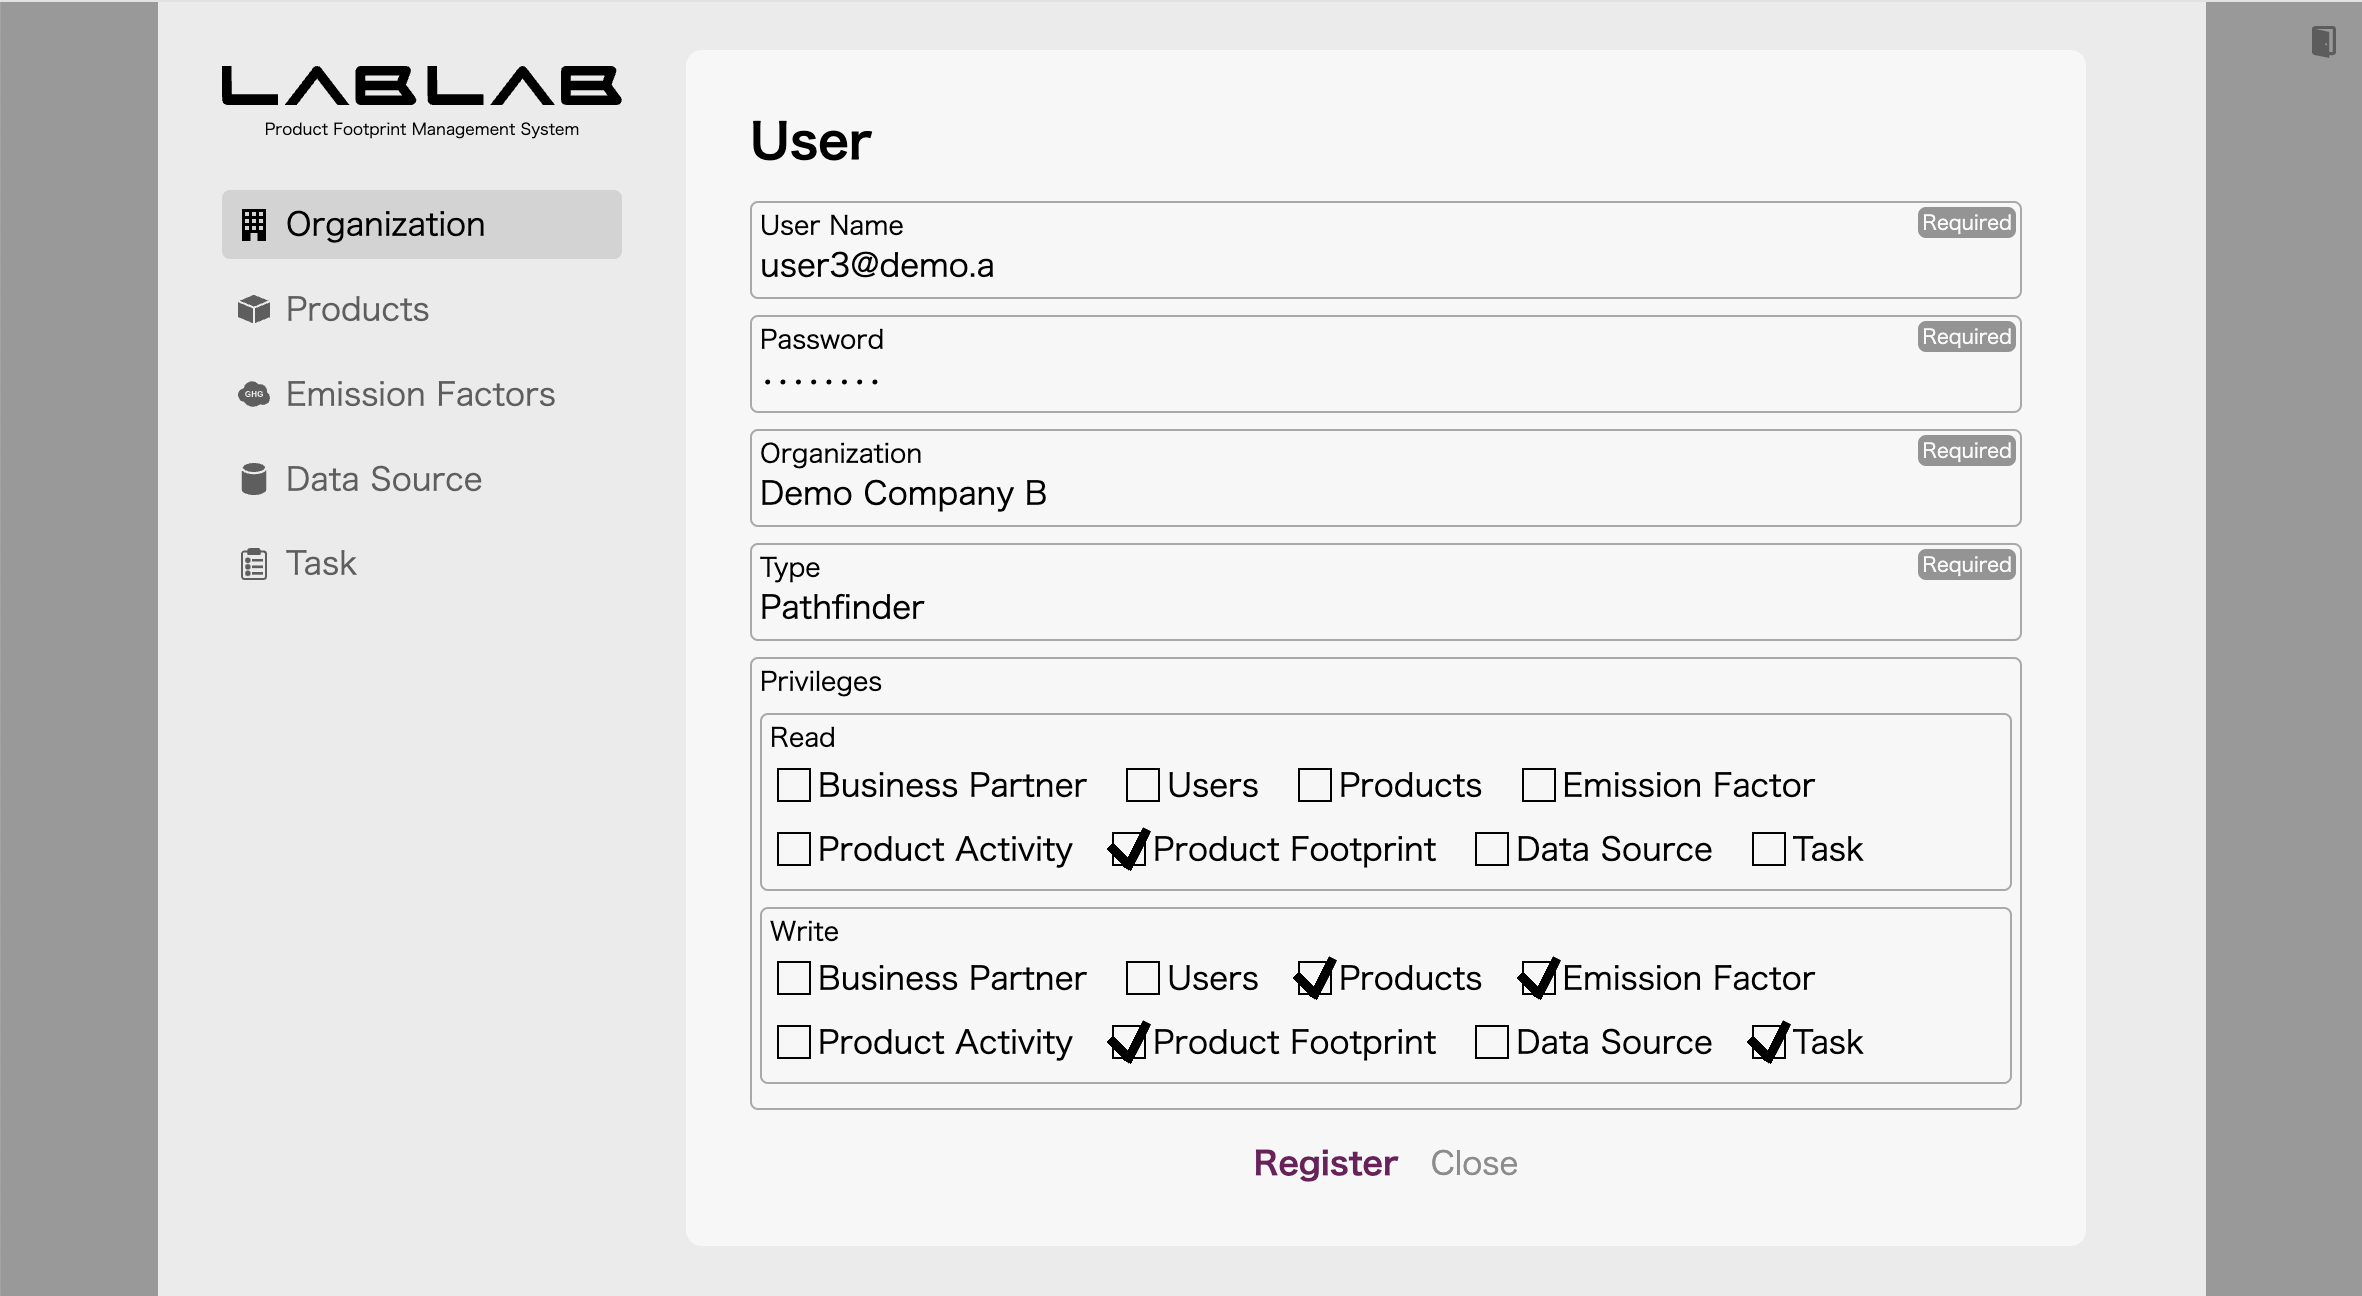 LABLAB
Product Footprint Management System
Organization
Products
GHG Emission Factors
Data Source
Task
User
User Name Required
user3@demo.a
Password Required
........
Organization Required
Demo Company B
Type Required
Pathfinder
Privileges
Read
Business Partner Users Products Emission Factor
Product Activity Product Footprint Data Source Task
Write
Business Partner Users Products Emission Factor
Product Activity Product Footprint Data Source Task
Register Close